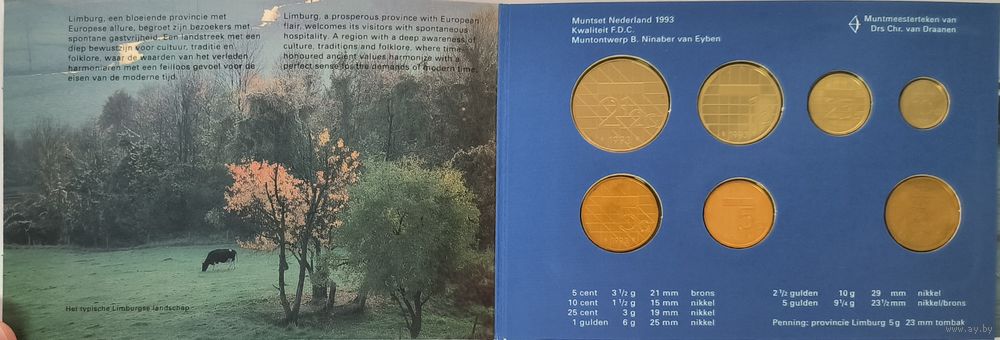 Limburg, een bloeiende provincie met
Europese allure, begroet zijn bezoekers met
spontane gastvrijheid. Een landstreek met een
diep bewustzijn voor cultuur, traditie en
folklore, waar de waarden van het verleden
harmoniëren met een feilloos gevoel voor de
eisen van de moderne tijd.
Limburg, a prosperous province with European
flair, welcomes its visitors with spontaneous
hospitality. A region with a deep awareness of
culture, traditions and folklore, where time
honoured ancient values harmonize with a
perfect sense for the demands of modern time.
Het typische Limburgse landschap
Muntset Nederland 1993
Kwaliteit F.D.C.
Muntontwerp B. Ninaber van Eyben
Muntmeesterteken van
Drs Chr. van Draanen
1993
1993
5 cent 3 1/2 g 21 mm brons
10 cent 1 1/2 g 15 mm nikkel
25 cent 3 g 19 mm nikkel
1 gulden 6 g 25 mm nikkel
2 1/2 gulden 10 g 29 mm nikkel
5 gulden 9 1/4 g 23 1/2 mm nikkel/brons
Penning: provincie Limburg 5 g 23 mm tombak
www.ay.by